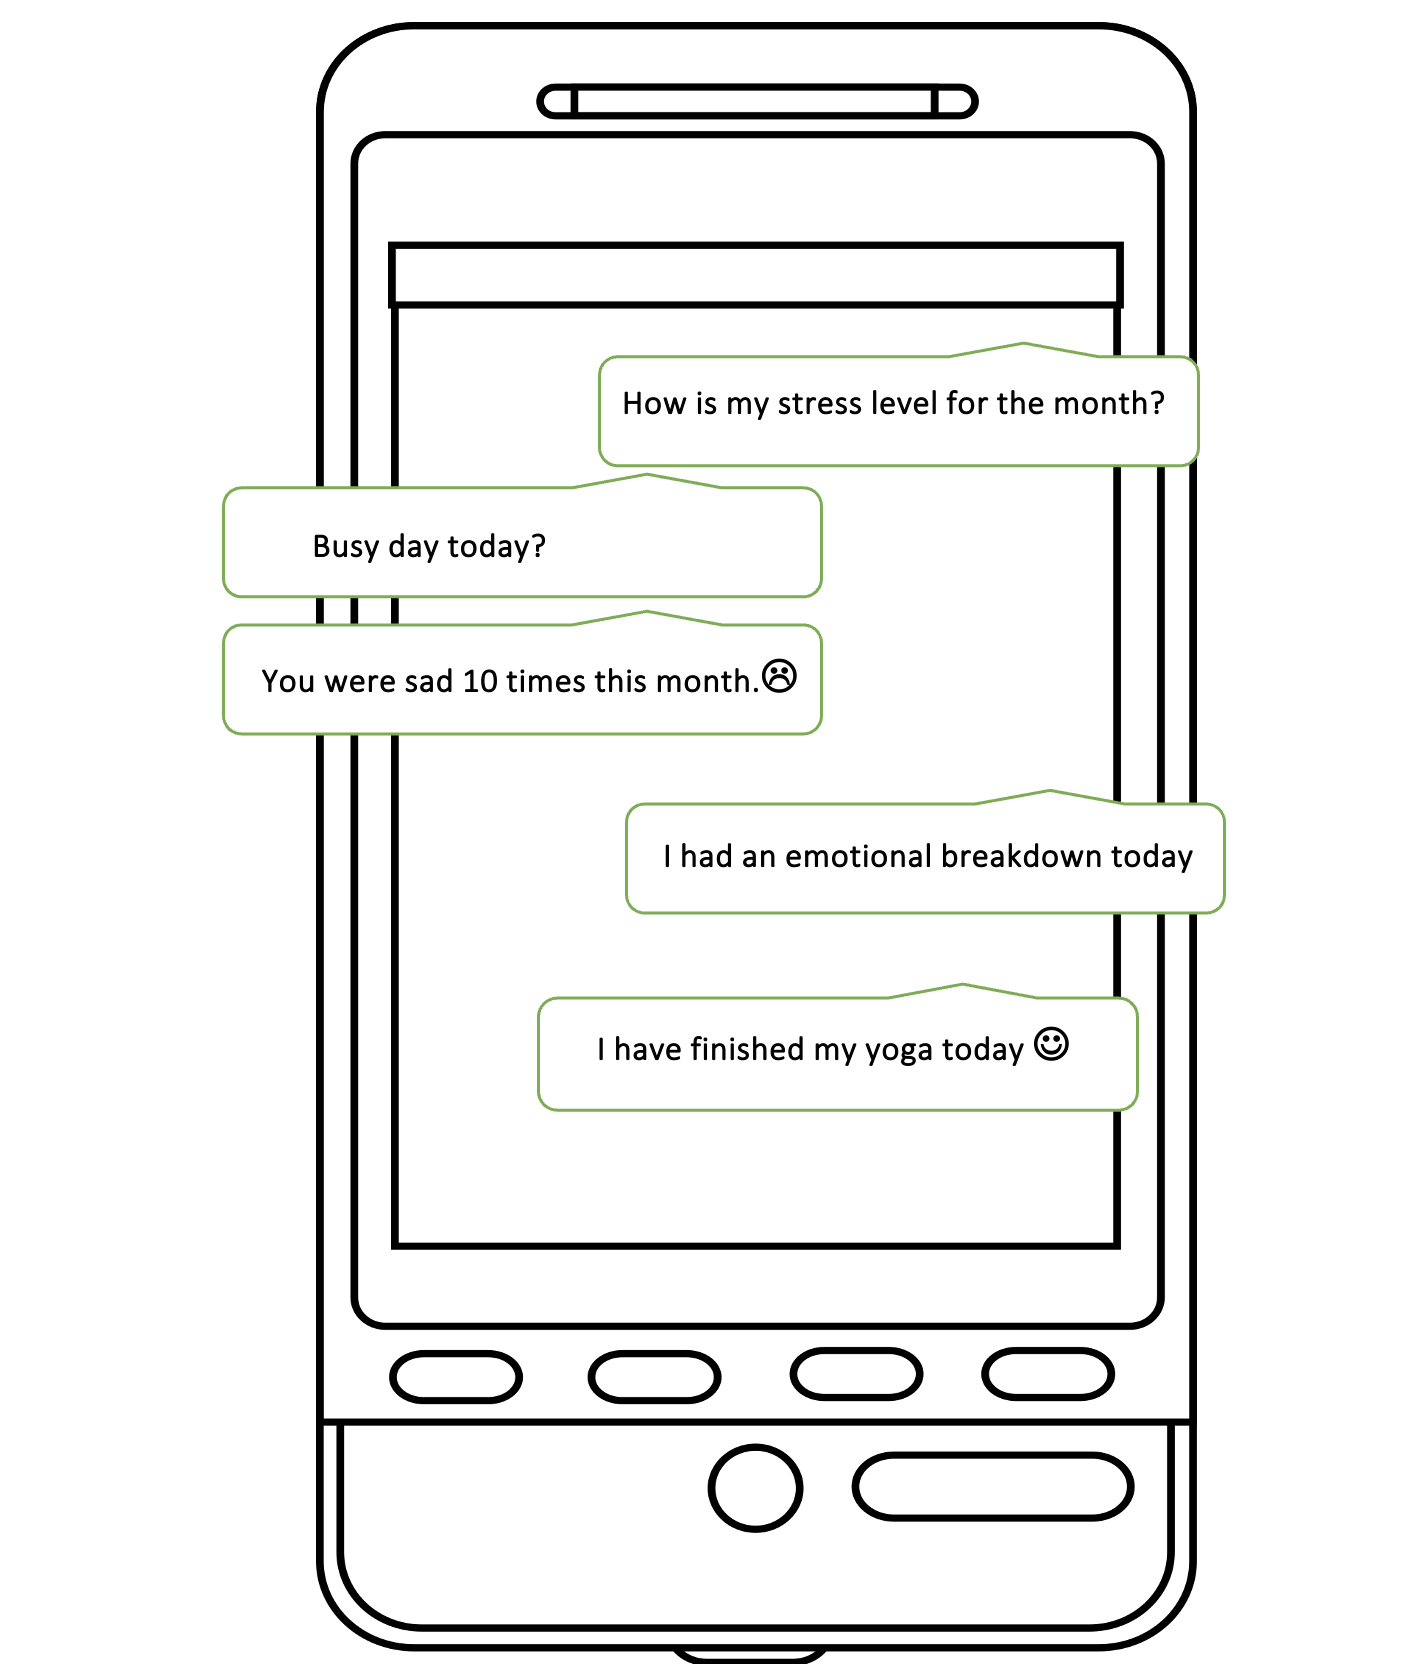 How is my stress level for the month?
Busy day today?
You were sad 10 times this month.☹
I had an emotional breakdown today
I have finished my yoga today ☺